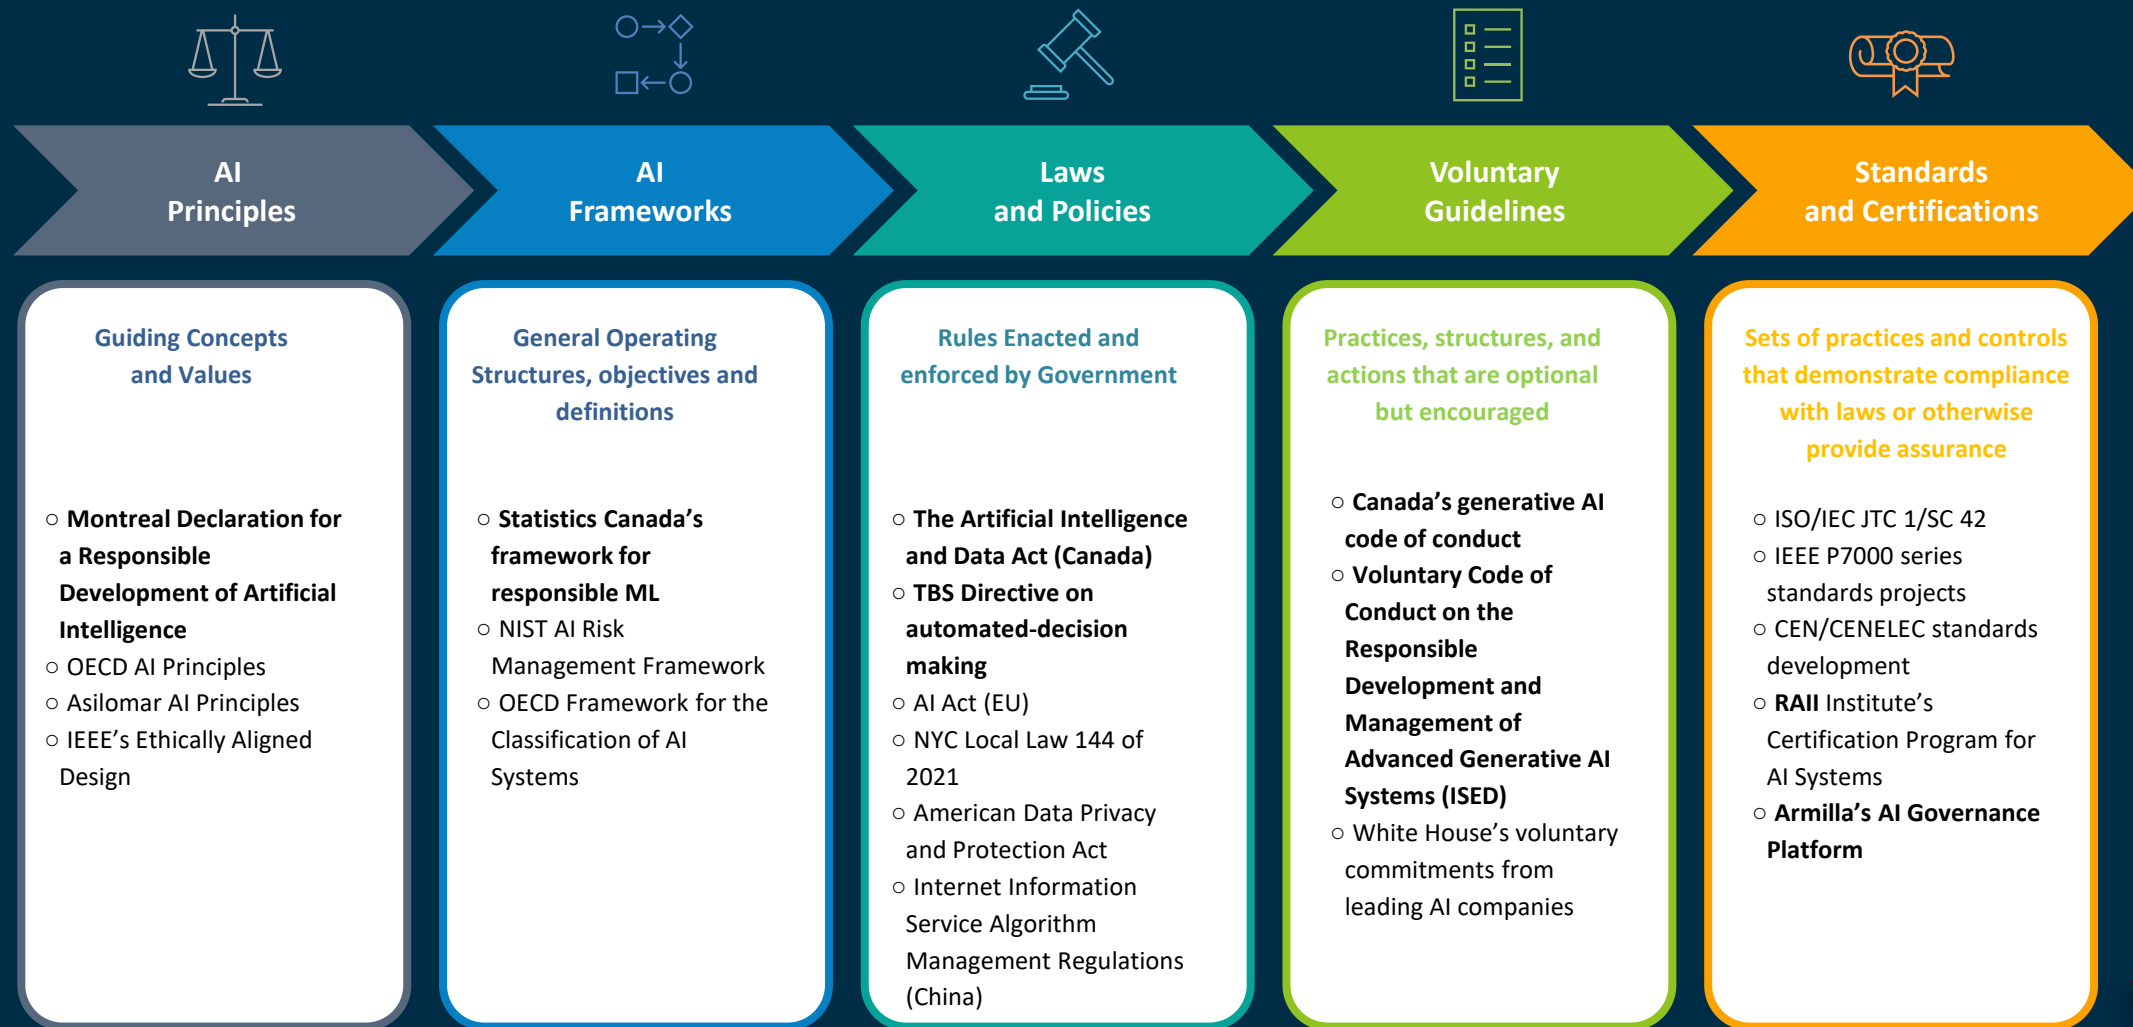 AI
Principles
AI
Frameworks
Laws
and Policies
Voluntary
Guidelines
Standards
and Certifications
Guiding Concepts
and Values
○ Montreal Declaration for
a Responsible
Development of Artificial
Intelligence
○ OECD AI Principles
○ Asilomar AI Principles
○ IEEE's Ethically Aligned
Design
General Operating
Structures, objectives and
definitions
○ Statistics Canada's
framework for
responsible ML
○ NIST AI Risk
Management Framework
○ OECD Framework for the
Classification of AI
Systems
Rules Enacted and
enforced by Government
○ The Artificial Intelligence
and Data Act (Canada)
○ TBS Directive on
automated-decision
making
○ AI Act (EU)
○ NYC Local Law 144 of
2021
○ American Data Privacy
and Protection Act
○ Internet Information
Service Algorithm
Management Regulations
(China)
Practices, structures, and
actions that are optional
but encouraged
○ Canada's generative AI
code of conduct
○ Voluntary Code of
Conduct on the
Responsible
Development and
Management of
Advanced Generative AI
Systems (ISED)
○ White House's voluntary
commitments from
leading AI companies
Sets of practices and controls
that demonstrate compliance
with laws or otherwise
provide assurance
○ ISO/IEC JTC 1/SC 42
○ IEEE P7000 series
standards projects
○ CEN/CENELEC standards
development
○ RAII Institute's
Certification Program for
AI Systems
○ Armilla's AI Governance
Platform